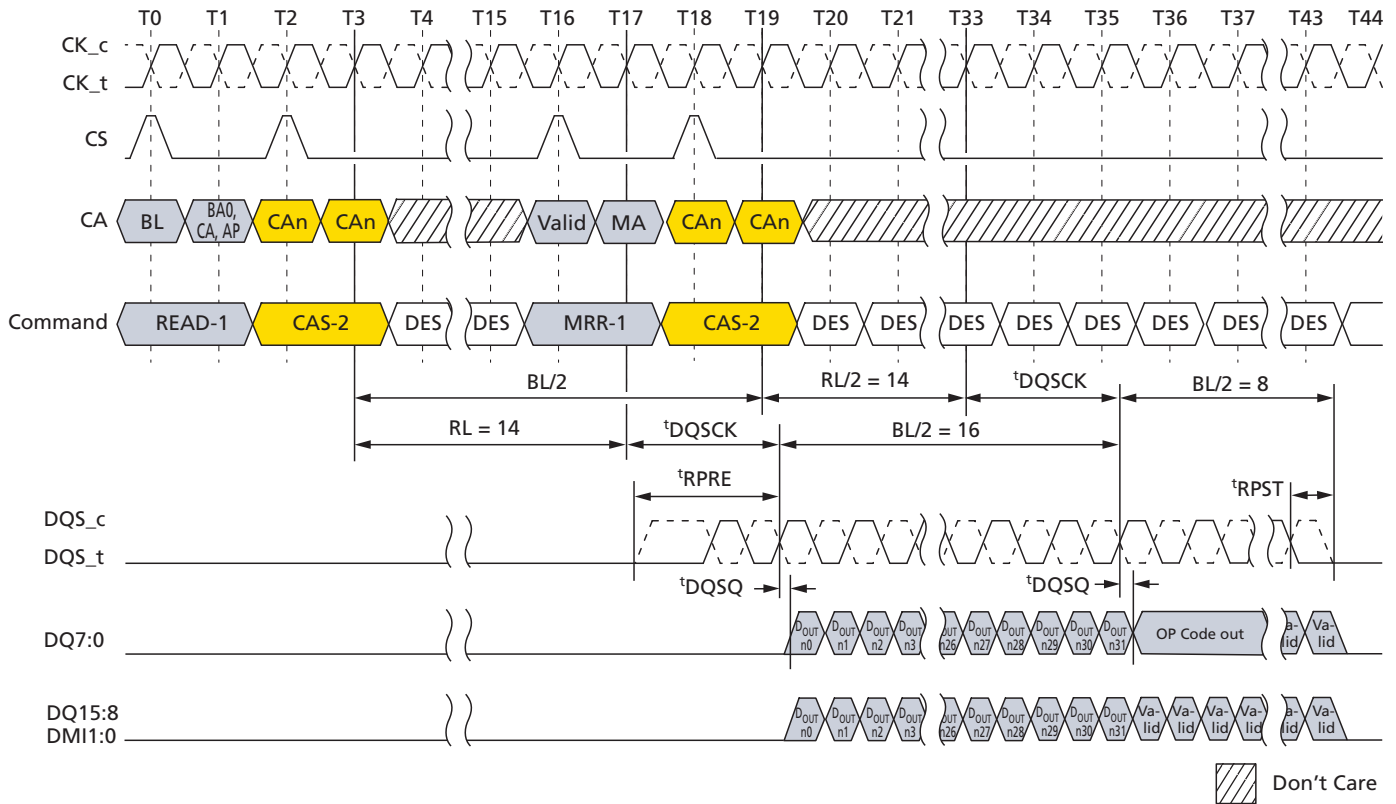 T0 T1 T2 T3 T4 T15 T16 T17 T18 T19 T20 T21 T33 T34 T35 T36 T37 T43 T44
CK_c
CK_t
CS
CA BL BA0, CA, AP CAn CAn Valid MA CAn CAn
Command READ-1 CAS-2 DES DES MRR-1 CAS-2 DES DES DES DES DES DES DES DES
BL/2 RL/2 = 14 tDQSCK BL/2 = 8
RL = 14 tDQSCK BL/2 = 16
tRPRE tRPST
DQS_c
DQS_t
tDQSQ tDQSQ
DQ7:0 DOUT n0 DOUT n1 DOUT n2 DOUT n3 DOUT n27 DOUT n28 DOUT n29 DOUT n30 DOUT n31 OP Code out Va-lid
DQ15:8
DMI1:0 DOUT n0 DOUT n1 DOUT n2 DOUT n3 DOUT n27 DOUT n28 DOUT n29 DOUT n30 DOUT n31 Va-lid Va-lid Va-lid Va-lid Va-lid
Don't Care